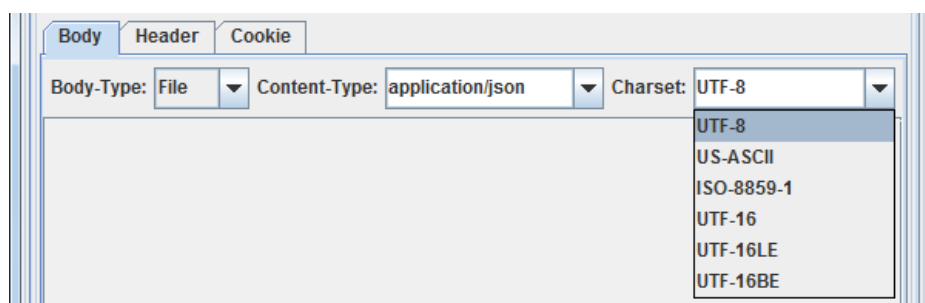 Body Header Cookie
Body-Type: File Content-Type: application/json Charset: UTF-8
UTF-8
US-ASCII
ISO-8859-1
UTF-16
UTF-16LE
UTF-16BE